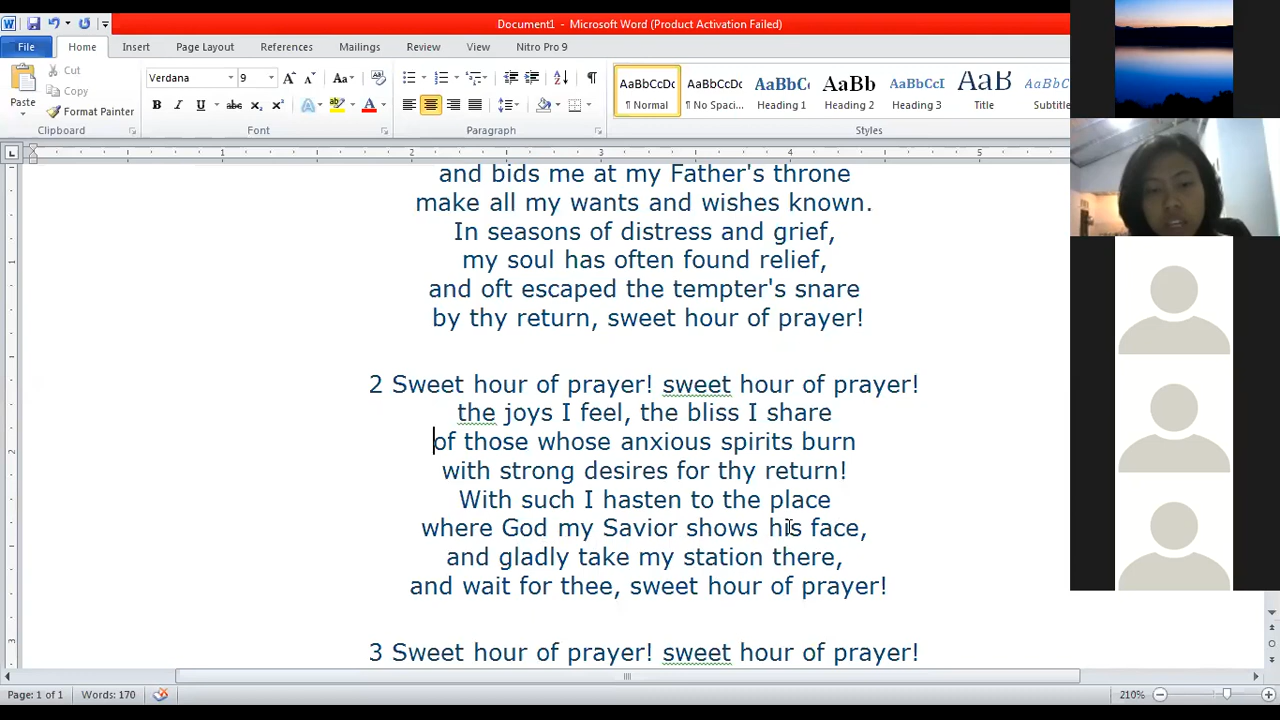 Document1 - Microsoft Word (Product Activation Failed)
File Home Insert Page Layout References Mailings Review View Nitro Pro 9
Paste
Cut
Copy
Format Painter
Clipboard
Verdana 9
Font
Paragraph
AaBbCcDc AaBbCcDc AaBbC AaBb AaBbCcI AaB AaBbCcD
¶ Normal ¶ No Spaci... Heading 1 Heading 2 Heading 3 Title Subtitle
Styles
1 2 3 4 5
and bids me at my Father's throne
make all my wants and wishes known.
In seasons of distress and grief,
my soul has often found relief,
and oft escaped the tempter's snare
by thy return, sweet hour of prayer!
2 Sweet hour of prayer! sweet hour of prayer!
the joys I feel, the bliss I share
of those whose anxious spirits burn
with strong desires for thy return!
With such I hasten to the place
where God my Savior shows his face,
and gladly take my station there,
and wait for thee, sweet hour of prayer!
3 Sweet hour of prayer! sweet hour of prayer!
Page: 1 of 1 Words: 170 210%